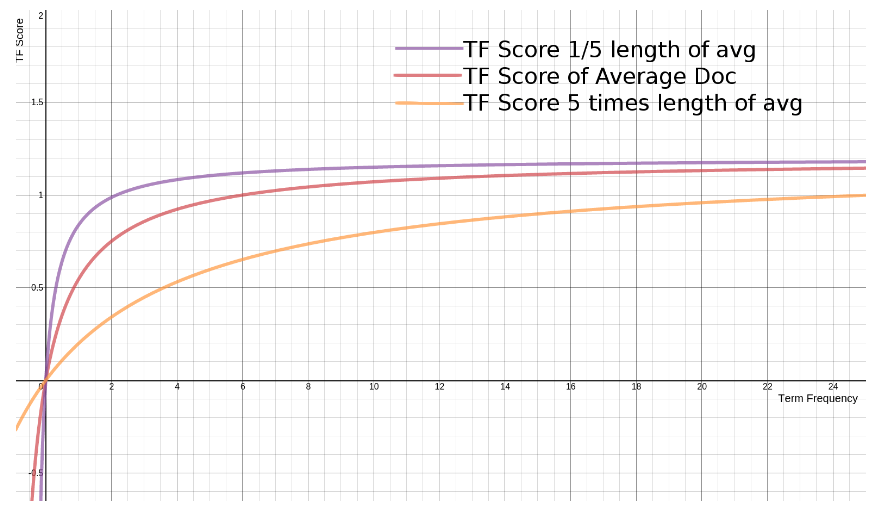 TF Score
2
TF Score 1/5 length of avg
TF Score of Average Doc
TF Score 5 times length of avg
1.5
1
0.5
0 2 4 6 8 10 12 14 16 18 20 22 24
Term Frequency
-0.5